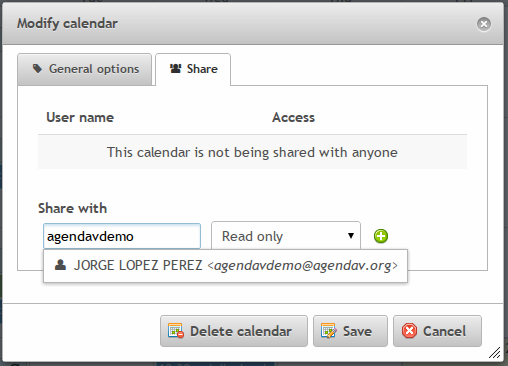 Modify calendar
General options
Share
User name Access
This calendar is not being shared with anyone
Share with
agendavdemo Read only
JORGE LOPEZ PEREZ <agendavdemo@agendav.org>
Delete calendar Save Cancel